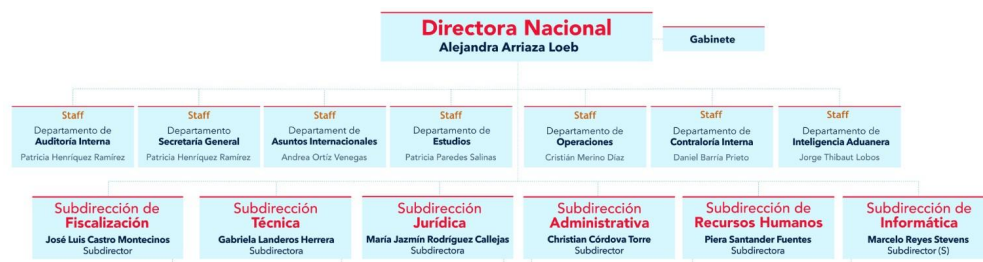 Directora Nacional
Alejandra Arriaza Loeb
Gabinete
Staff
Departamento de
Auditoría Interna
Patricia Henríquez Ramírez
Staff
Departamento
Secretaría General
Patricia Henríquez Ramírez
Staff
Departament de
Asuntos Internacionales
Andrea Ortíz Venegas
Staff
Departamento de
Estudios
Patricia Paredes Salinas
Staff
Departamento de
Operaciones
Cristián Merino Díaz
Staff
Departamento de
Contraloría Interna
Daniel Barría Prieto
Staff
Departamento de
Inteligencia Aduanera
Jorge Thibaut Lobos
Subdirección de
Fiscalización
José Luis Castro Montecinos
Subdirector
Subdirección
Técnica
Gabriela Landeros Herrera
Subdirectora
Subdirección
Jurídica
María Jazmín Rodríguez Callejas
Subdirectora
Subdirección
Administrativa
Christian Córdova Torre
Subdirector
Subdirección de
Recursos Humanos
Piera Santander Fuentes
Subdirectora
Subdirección de
Informática
Marcelo Reyes Stevens
Subdirector (S)